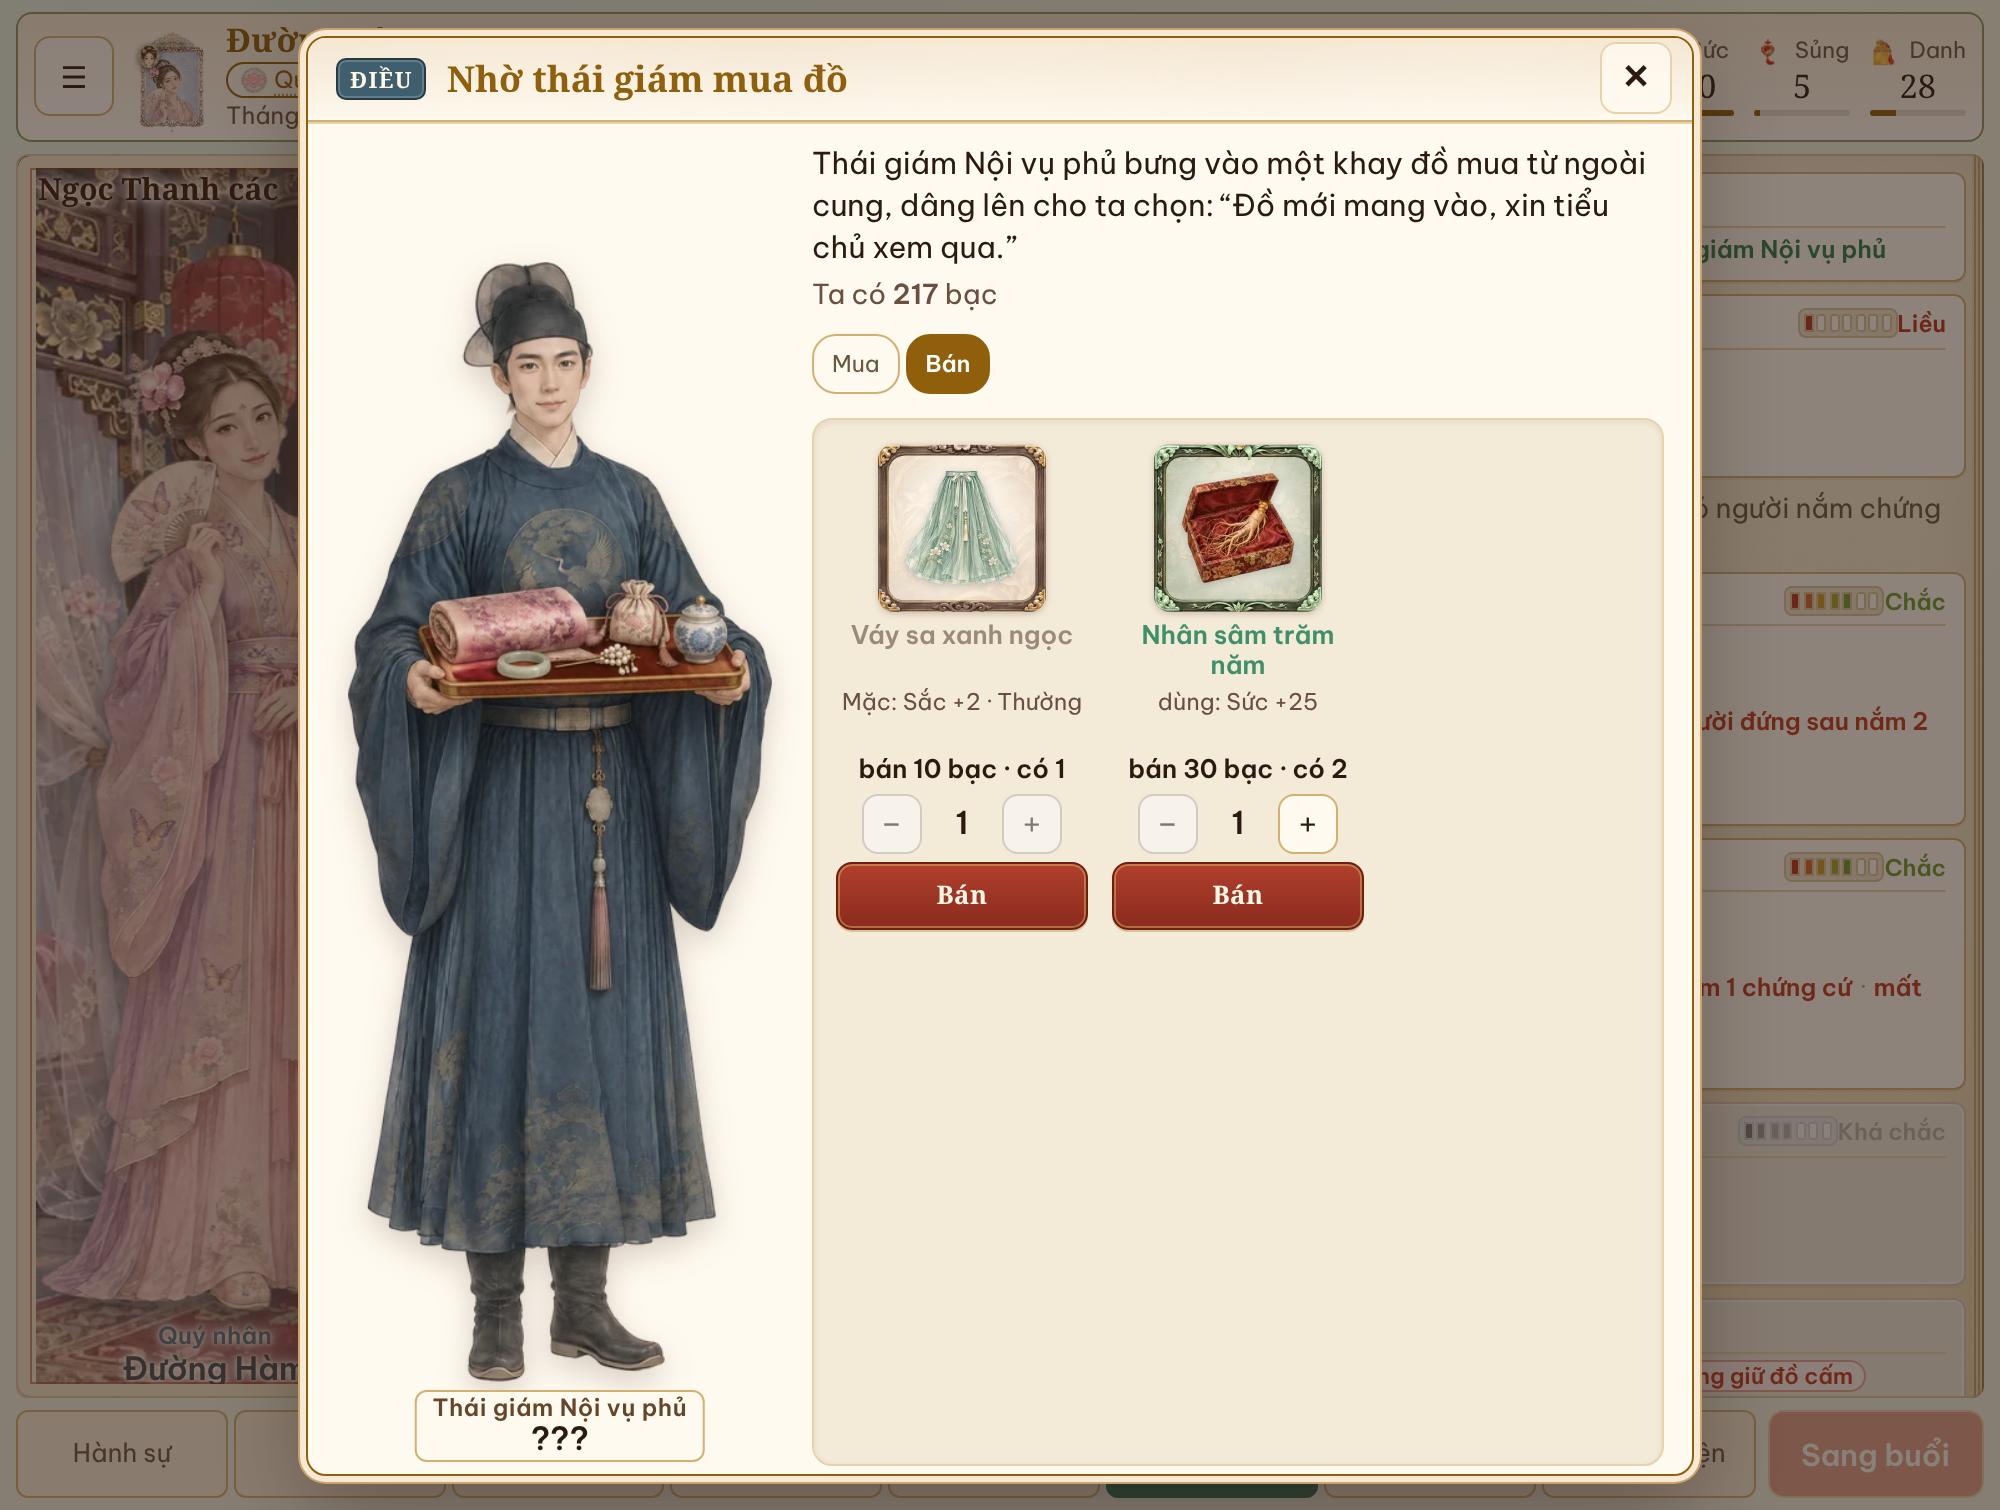 ĐIỀU
Nhờ thái giám mua đồ
Thái giám Nội vụ phủ bưng vào một khay đồ mua từ ngoài
cung, dâng lên cho ta chọn: “Đồ mới mang vào, xin tiểu
chủ xem qua.”
Ta có 217 bạc
Mua
Bán
Váy sa xanh ngọc
Mặc: Sắc +2 · Thường
bán 10 bạc · có 1
− 1 +
Bán
Nhân sâm trăm
năm
dùng: Sức +25
bán 30 bạc · có 2
− 1 +
Bán
Thái giám Nội vụ phủ
???
Tháng
Sủng
5
Danh
28
Ngọc Thanh các
Quý nhân
Đường Hàm
giám Nội vụ phủ
Liều
người nắm chứng
Chắc
đứng sau nắm 2
Chắc
1 chứng cứ · mất
Khá chắc
giữ đồ cấm
Hành sự
Sang buổi